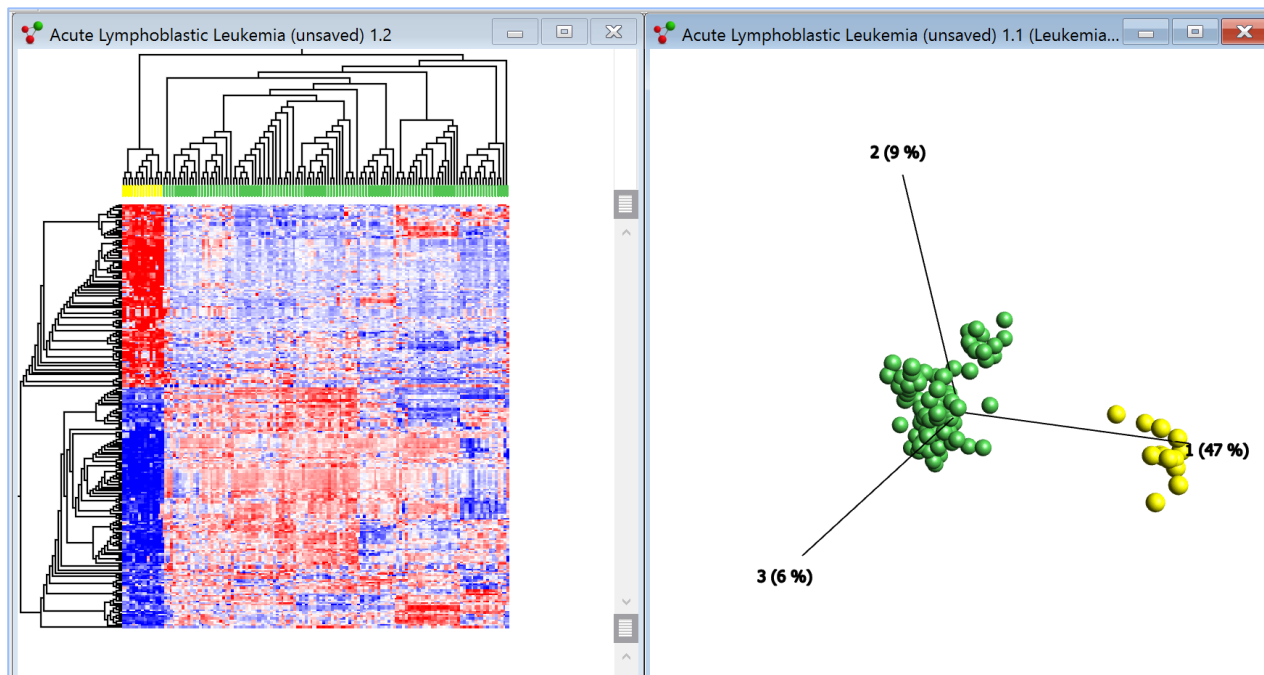 Acute Lymphoblastic Leukemia (unsaved) 1.2
Acute Lymphoblastic Leukemia (unsaved) 1.1 (Leukemia...
2 (9 %)
1 (47 %)
3 (6 %)